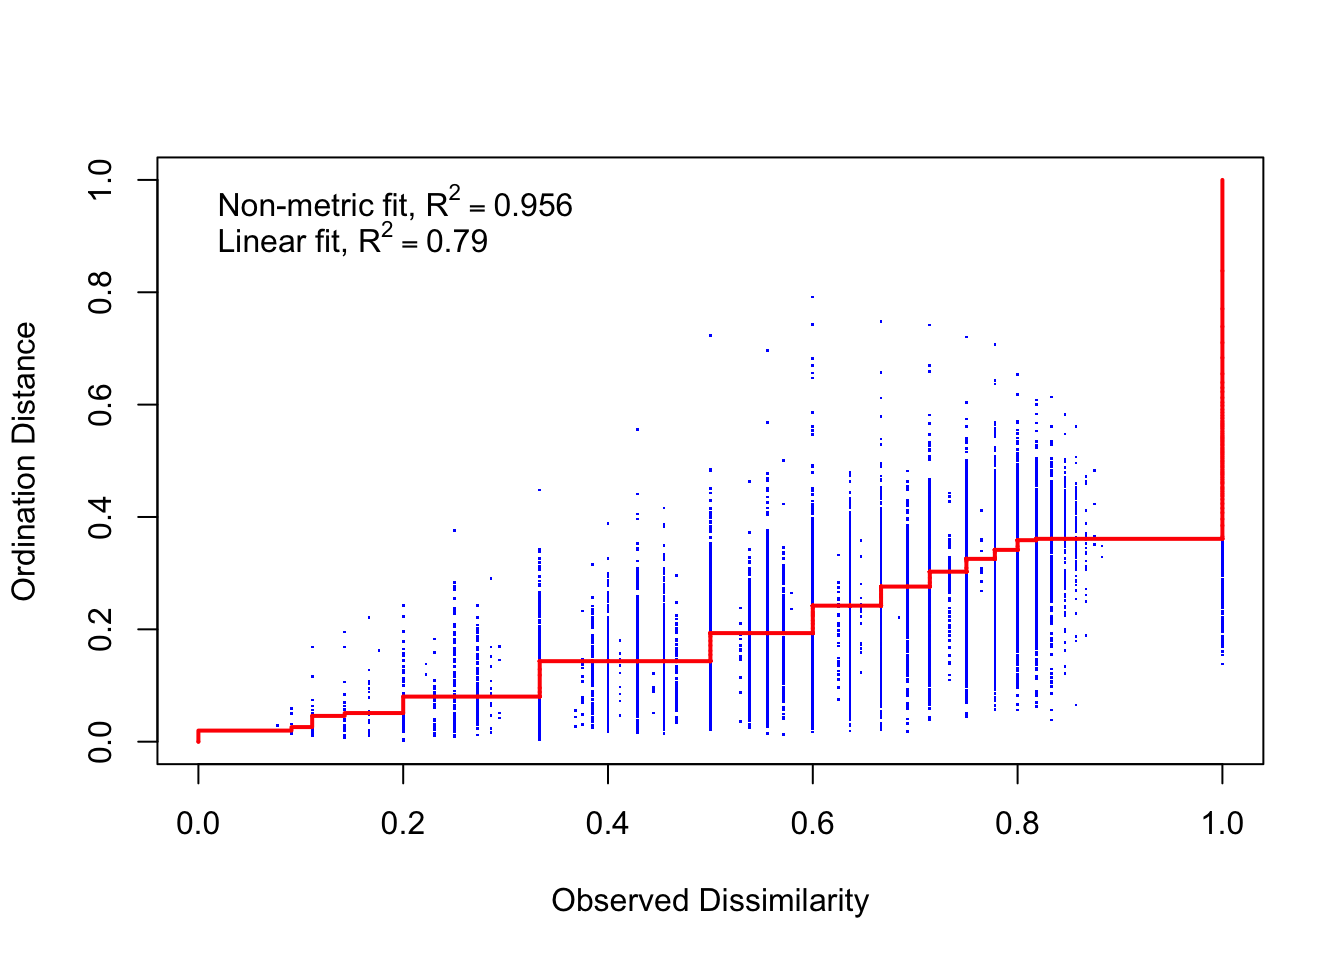 Non-metric fit, R² = 0.956
Linear fit, R² = 0.79
Ordination Distance
1.0
0.8
0.6
0.4
0.2
0.0
0.0 0.2 0.4 0.6 0.8 1.0
Observed Dissimilarity